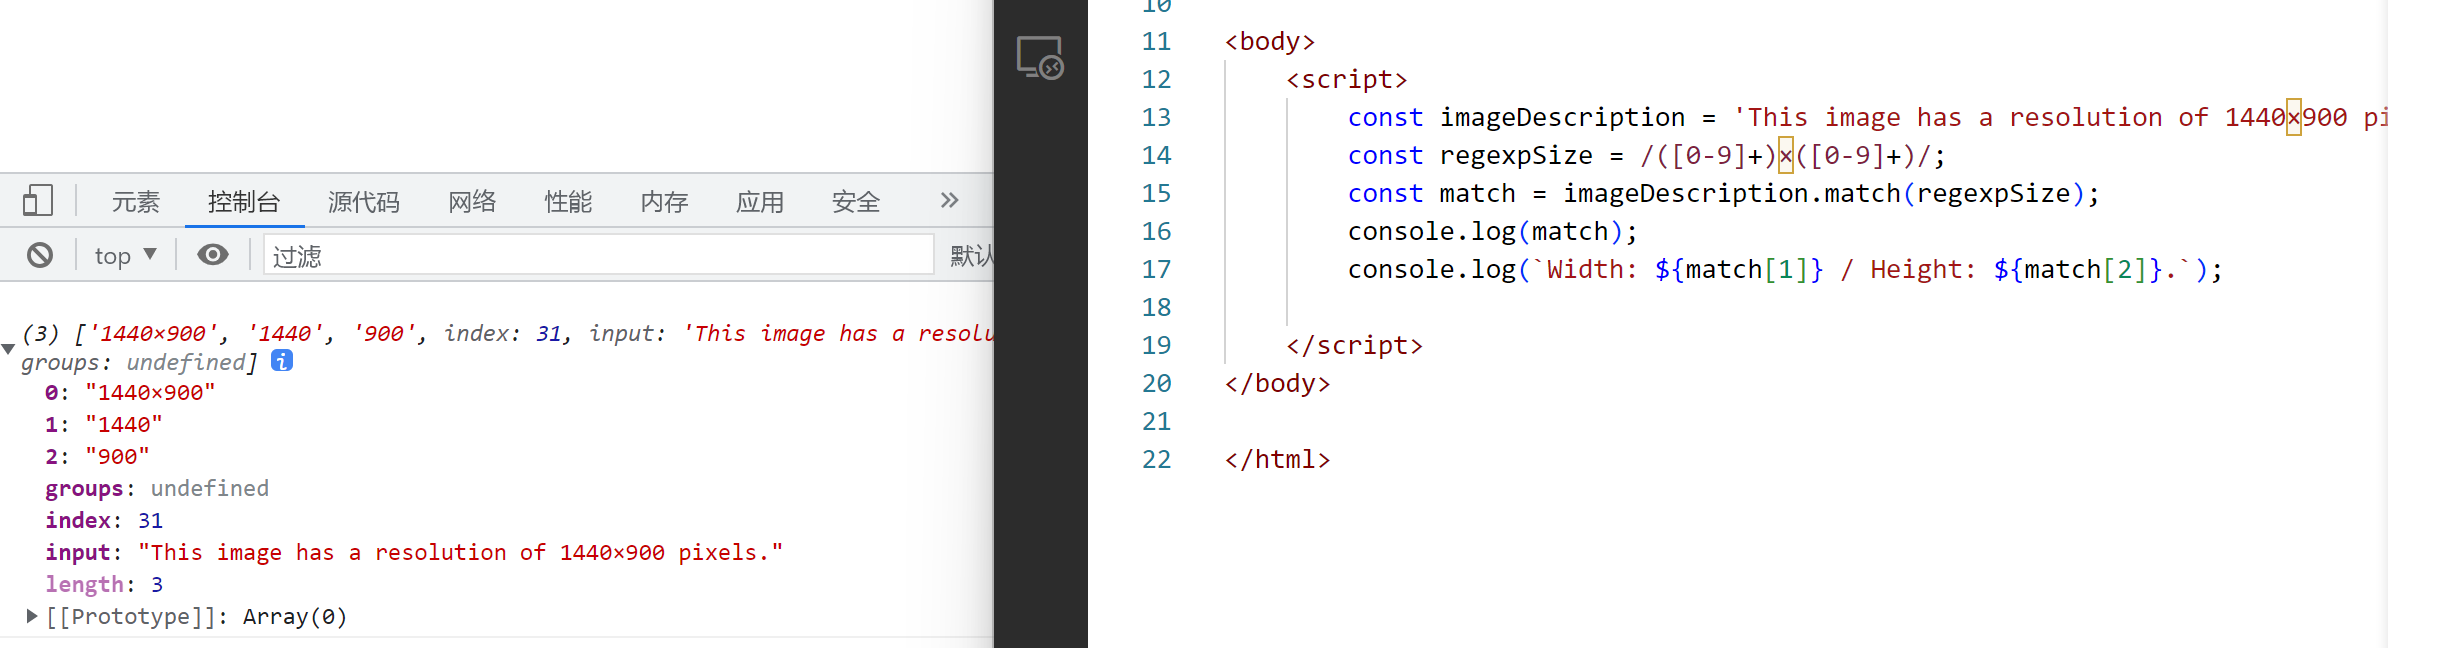 元素 控制台 源代码 网络 性能 内存 应用 安全 »
top ▼ 过滤 默认
(3) ['1440×900', '1440', '900', index: 31, input: 'This image has a resolu
groups: undefined] i
0: "1440×900"
1: "1440"
2: "900"
groups: undefined
index: 31
input: "This image has a resolution of 1440×900 pixels."
length: 3
[[Prototype]]: Array(0)
10
11 <body>
12 <script>
13 const imageDescription = 'This image has a resolution of 1440×900 pi
14 const regexpSize = /([0-9]+)×([0-9]+)/;
15 const match = imageDescription.match(regexpSize);
16 console.log(match);
17 console.log(`Width: ${match[1]} / Height: ${match[2]}.`);
18
19 </script>
20 </body>
21
22 </html>